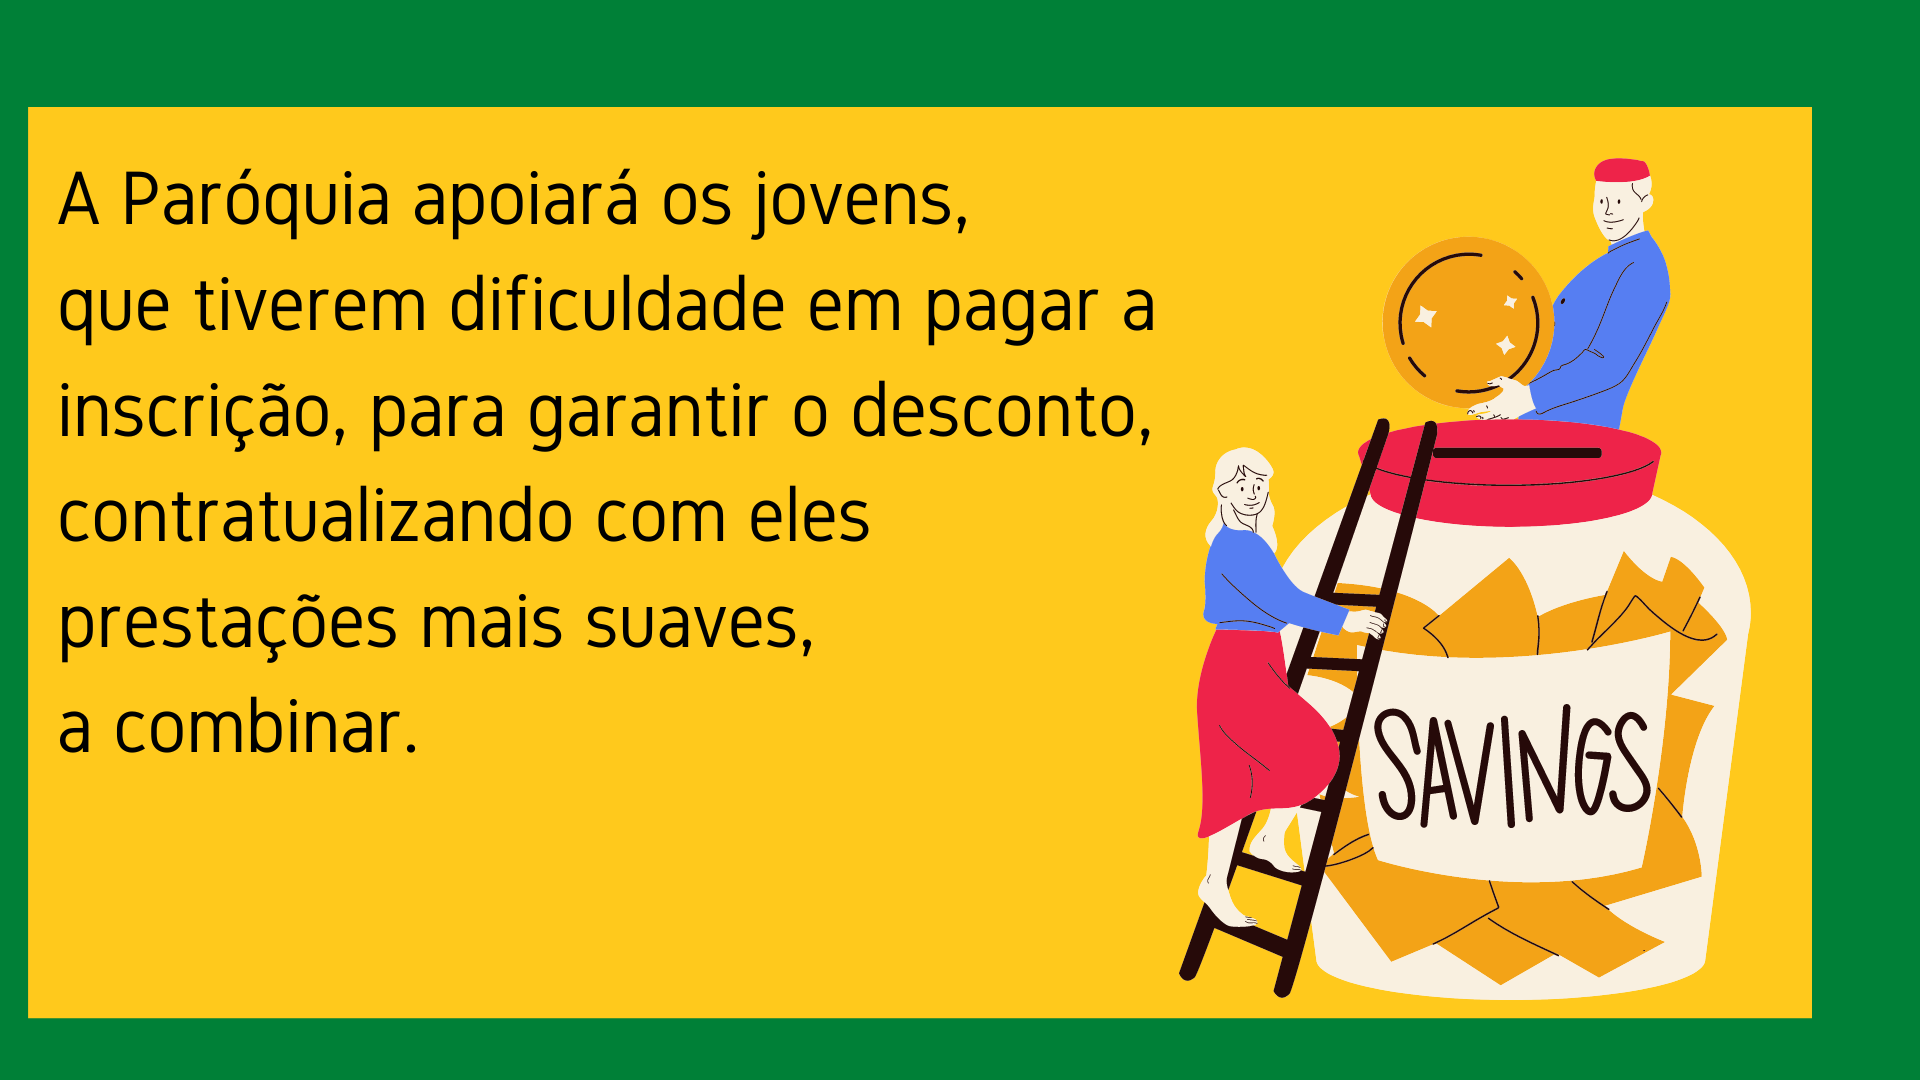 A Paróquia apoiará os jovens,
que tiverem dificuldade em pagar a
inscrição, para garantir o desconto,
contratualizando com eles
prestações mais suaves,
a combinar.
SAVINGS